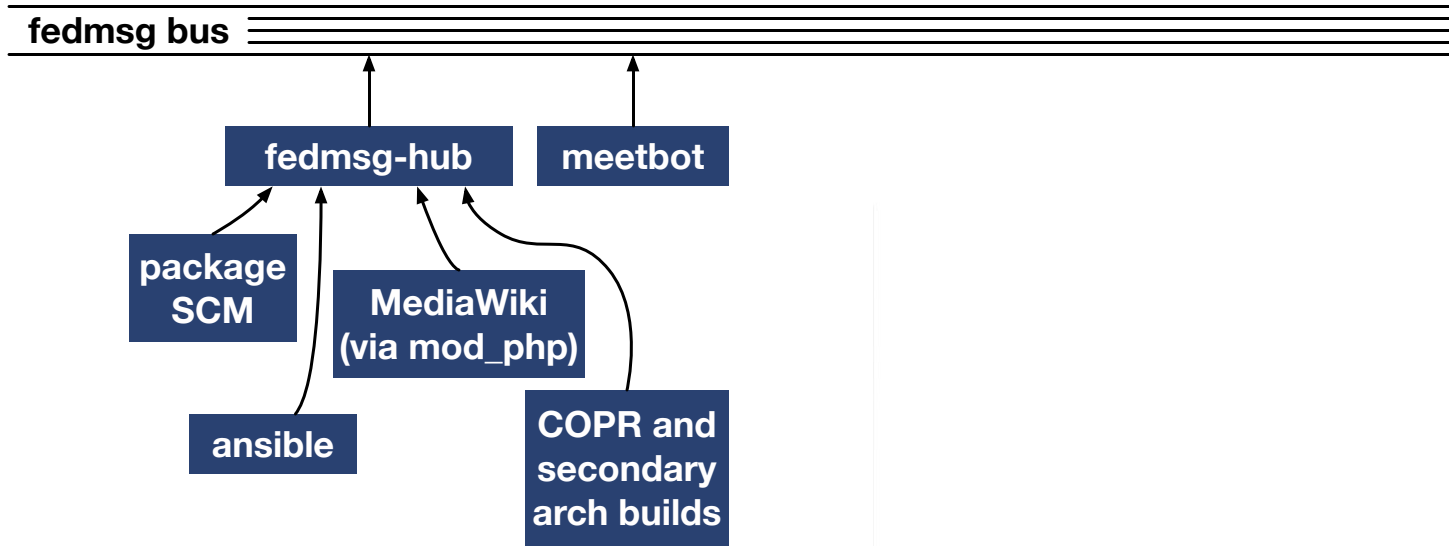 fedmsg bus
fedmsg-hub
meetbot
package
SCM
MediaWiki
(via mod_php)
ansible
COPR and
secondary
arch builds